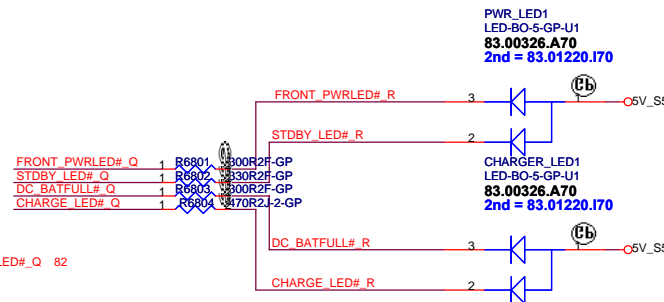 PWR_LED1
LED-BO-5-GP-U1
83.00326.A70
2nd = 83.01220.I70
FRONT_PWRLED#_R 3 1 5V_S5
STDBY_LED#_R 2
FRONT_PWRLED#_Q 1 R6801 300R2F-GP
STDBY_LED#_Q 1 R6802 330R2F-GP
DC_BATFULL#_Q 1 R6803 300R2F-GP
CHARGE_LED#_Q 1 R6804 470R2J-2-GP
CHARGER_LED1
LED-BO-5-GP-U1
83.00326.A70
2nd = 83.01220.I70
DC_BATFULL#_R 3 1 5V_S5
LED#_Q 82
CHARGE_LED#_R 2